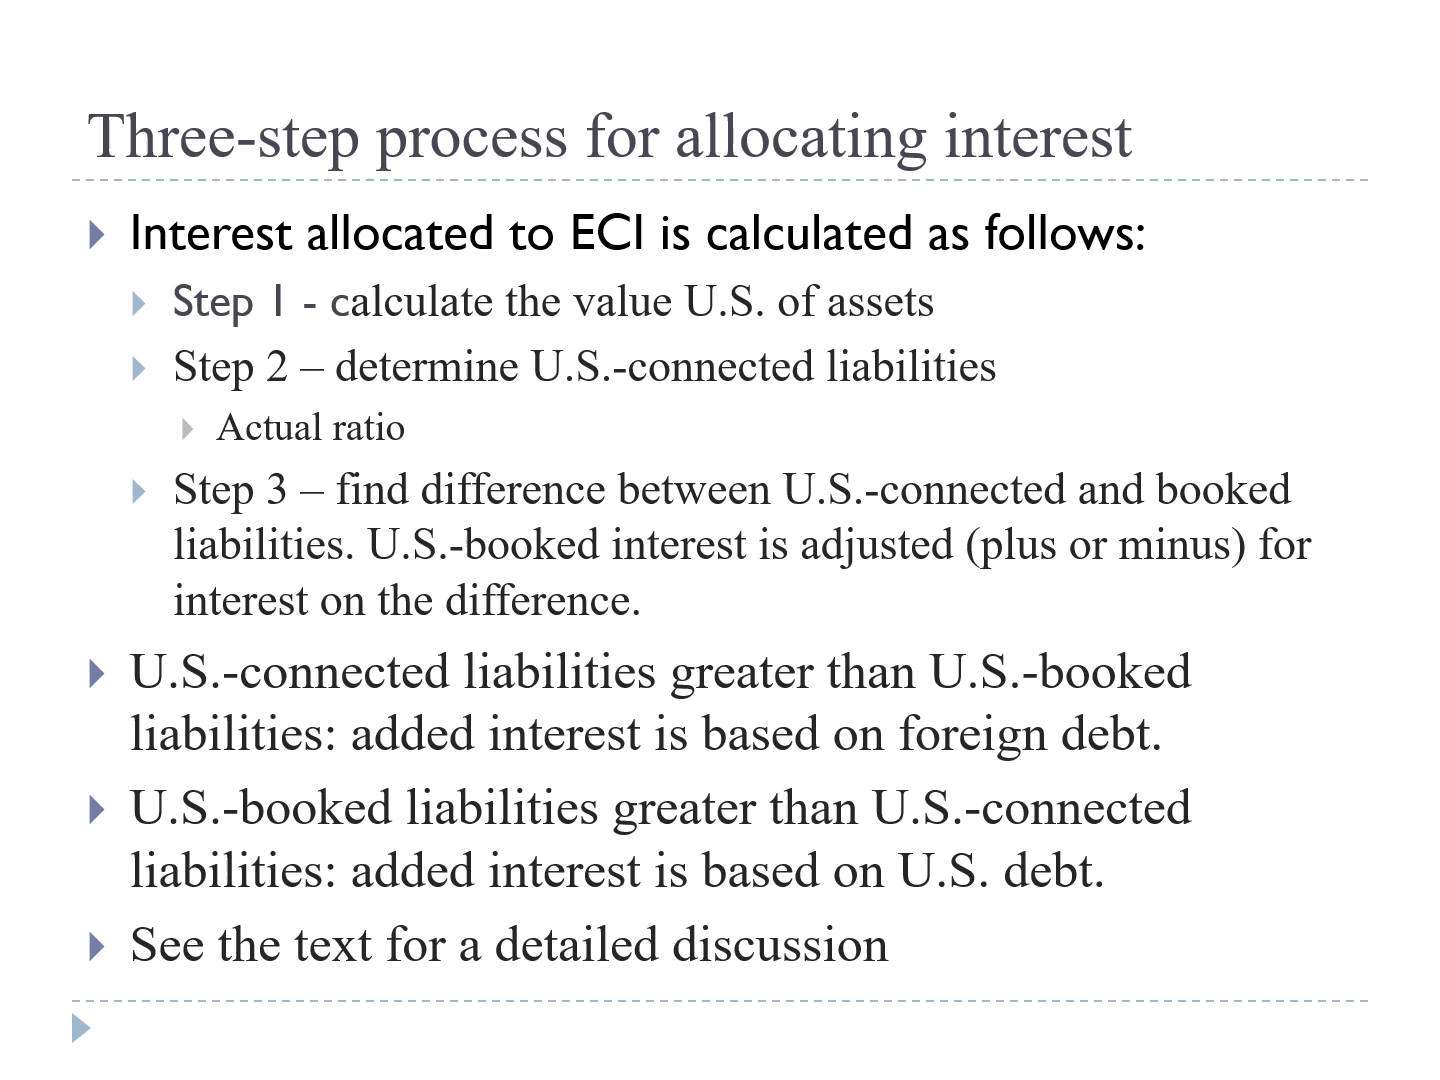 Three-step process for allocating interest
Interest allocated to ECI is calculated as follows:
Step 1 - calculate the value U.S. of assets
Step 2 – determine U.S.-connected liabilities
Actual ratio
Step 3 – find difference between U.S.-connected and booked
liabilities. U.S.-booked interest is adjusted (plus or minus) for
interest on the difference.
U.S.-connected liabilities greater than U.S.-booked
liabilities: added interest is based on foreign debt.
U.S.-booked liabilities greater than U.S.-connected
liabilities: added interest is based on U.S. debt.
See the text for a detailed discussion